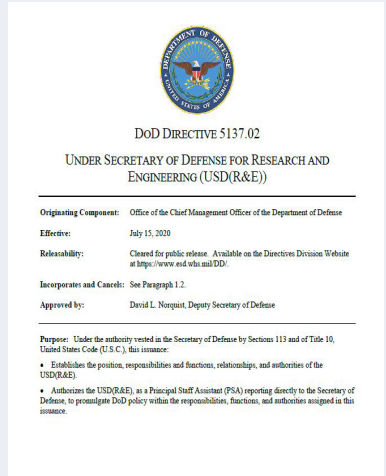 DEPARTMENT OF DEFENSE
UNITED STATES OF AMERICA
DOD DIRECTIVE 5137.02
UNDER SECRETARY OF DEFENSE FOR RESEARCH AND
ENGINEERING (USD(R&E))
Originating Component: Office of the Chief Management Officer of the Department of Defense
Effective: July 15, 2020
Releasability: Cleared for public release. Available on the Directives Division Website
at https://www.esd.whs.mil/DD/.
Incorporates and Cancels: See Paragraph 1.2.
Approved by: David L. Norquist, Deputy Secretary of Defense
Purpose: Under the authority vested in the Secretary of Defense by Sections 113 and of Title 10,
United States Code (U.S.C.), this issuance:
• Establishes the position, responsibilities and functions, relationships, and authorities of the
USD(R&E).
• Authorizes the USD(R&E), as a Principal Staff Assistant (PSA) reporting directly to the Secretary of
Defense, to promulgate DoD policy within the responsibilities, functions, and authorities assigned in this
issuance.